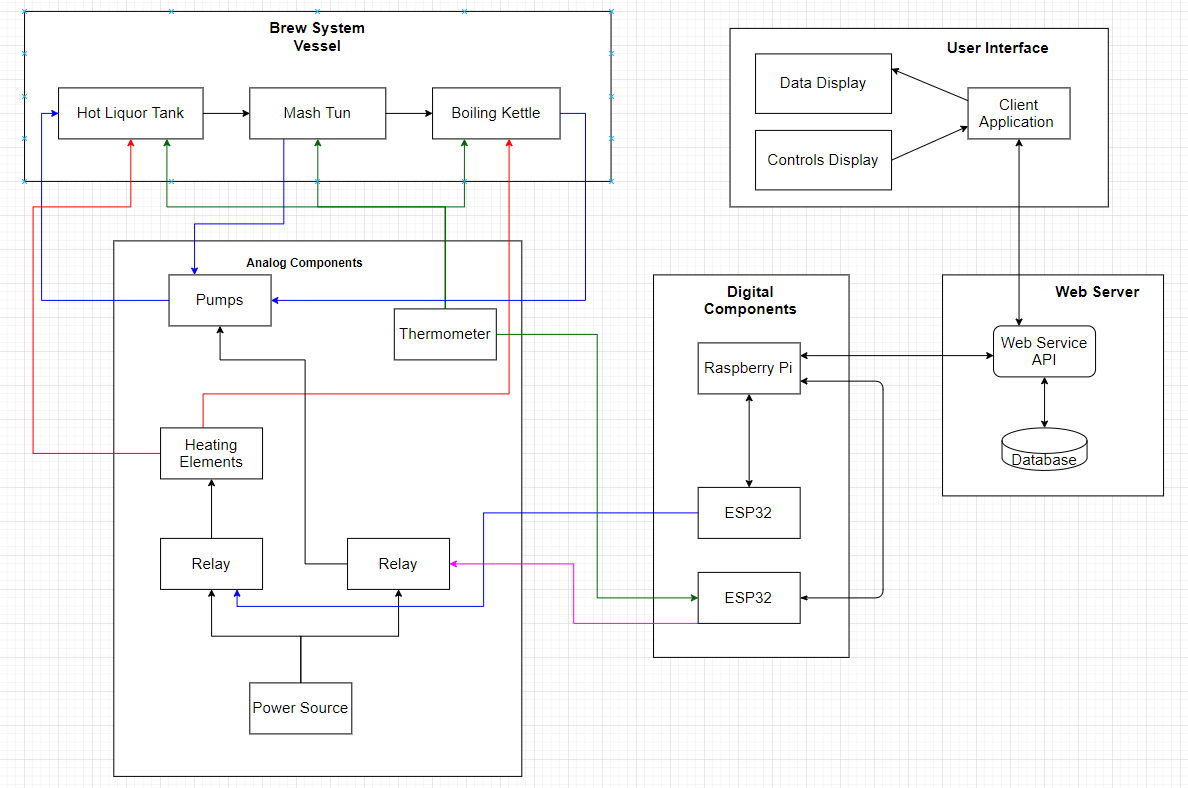 Brew System
Vessel
Hot Liquor Tank
Mash Tun
Boiling Kettle
User Interface
Data Display
Client
Application
Controls Display
Analog Components
Pumps
Thermometer
Heating
Elements
Relay
Relay
Power Source
Digital
Components
Raspberry Pi
ESP32
ESP32
Web Server
Web Service
API
Database